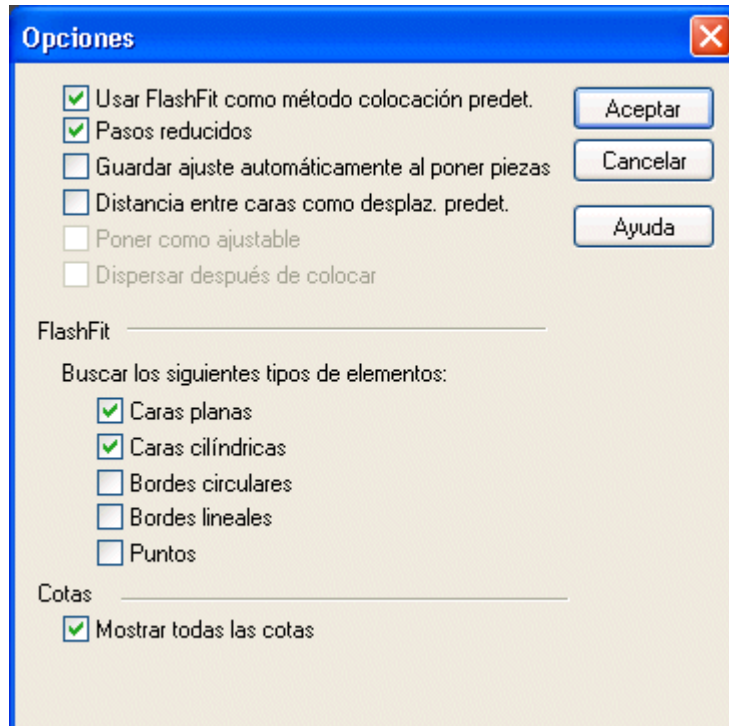 Opciones
Usar FlashFit como método colocación predet.
Pasos reducidos
Guardar ajuste automáticamente al poner piezas
Distancia entre caras como desplaz. predet.
Poner como ajustable
Dispersar después de colocar
Aceptar
Cancelar
Ayuda
FlashFit
Buscar los siguientes tipos de elementos:
Caras planas
Caras cilíndricas
Bordes circulares
Bordes lineales
Puntos
Cotas
Mostrar todas las cotas